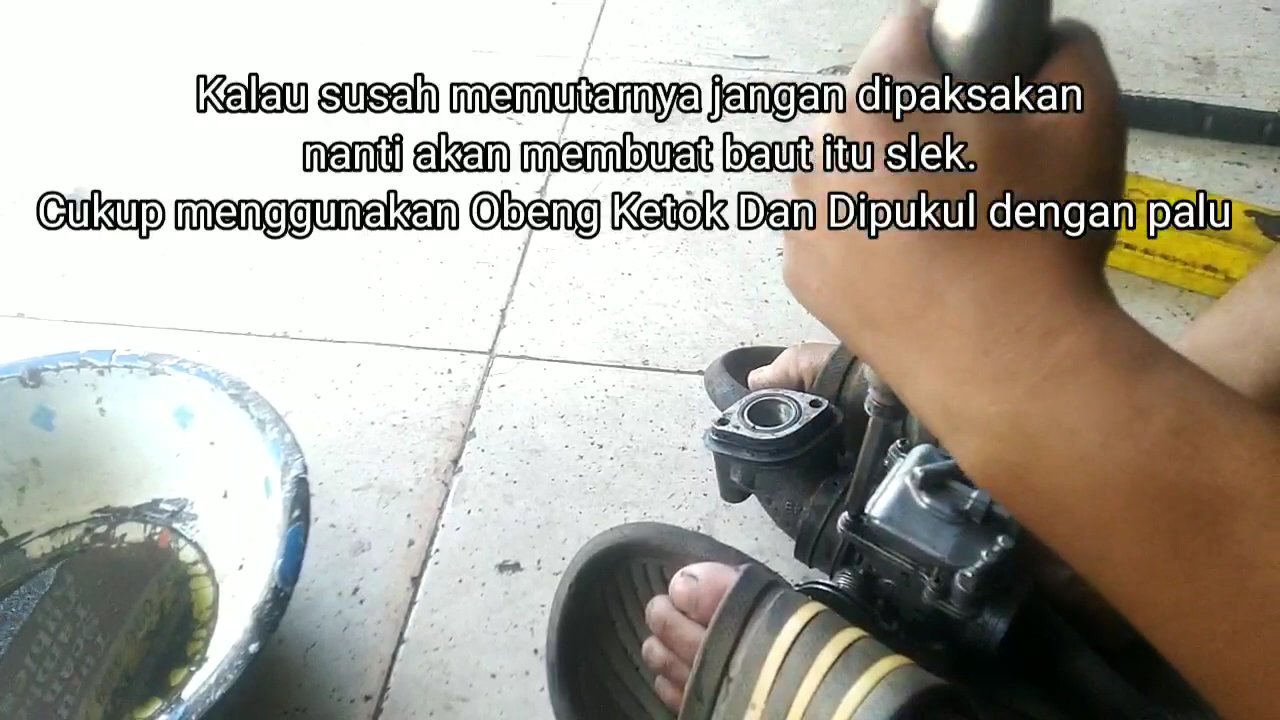 Kalau susah memutarnya jangan dipaksakan
nanti akan membuat baut itu slek.
Cukup menggunakan Obeng Ketok Dan Dipukul dengan palu